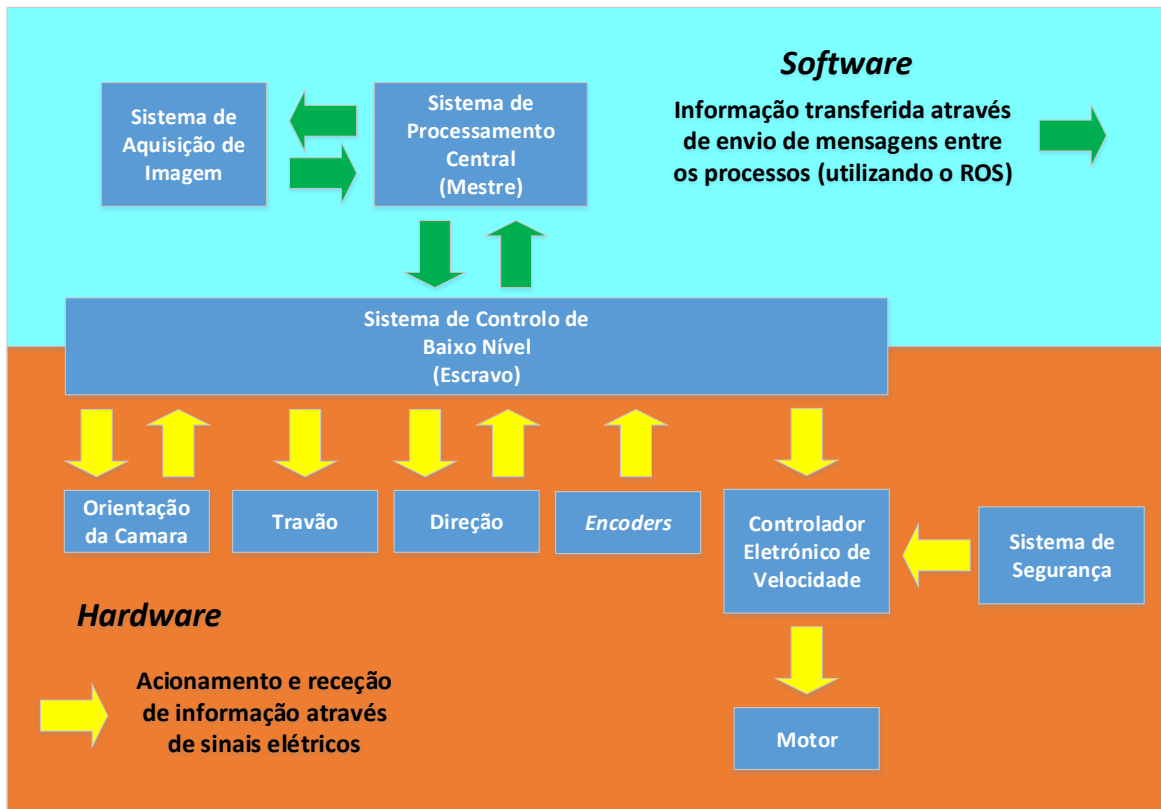 Software
Informação transferida através
de envio de mensagens entre
os processos (utilizando o ROS)
Sistema de
Aquisição de
Imagem
Sistema de
Processamento
Central
(Mestre)
Sistema de Controlo de
Baixo Nível
(Escravo)
Orientação
da Camara
Travão
Direção
Encoders
Controlador
Eletrónico de
Velocidade
Sistema de
Segurança
Hardware
Acionamento e receção
de informação através
de sinais elétricos
Motor